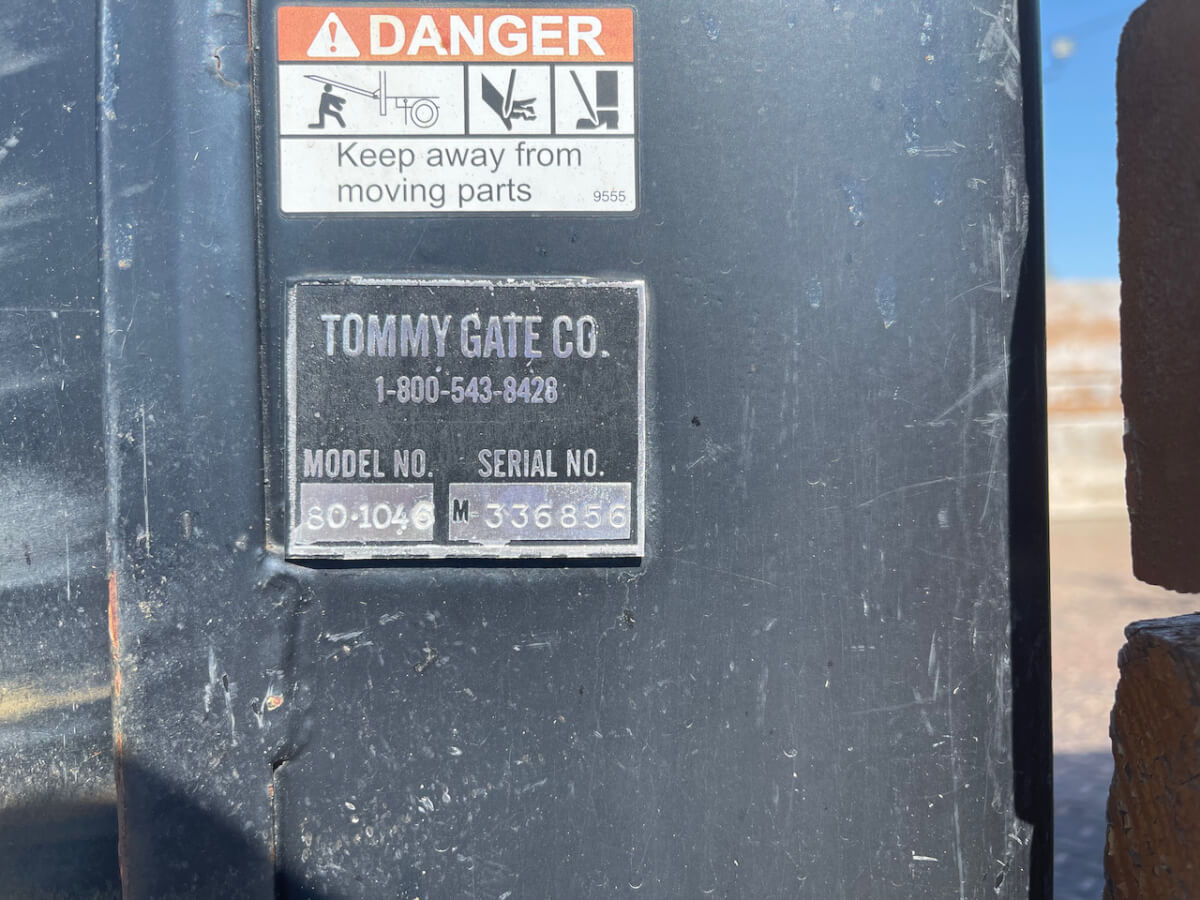 DANGER
Keep away from
moving parts
9555
TOMMY GATE CO.
1-800-543-8428
MODEL NO. SERIAL NO.
80-1046 M-336856